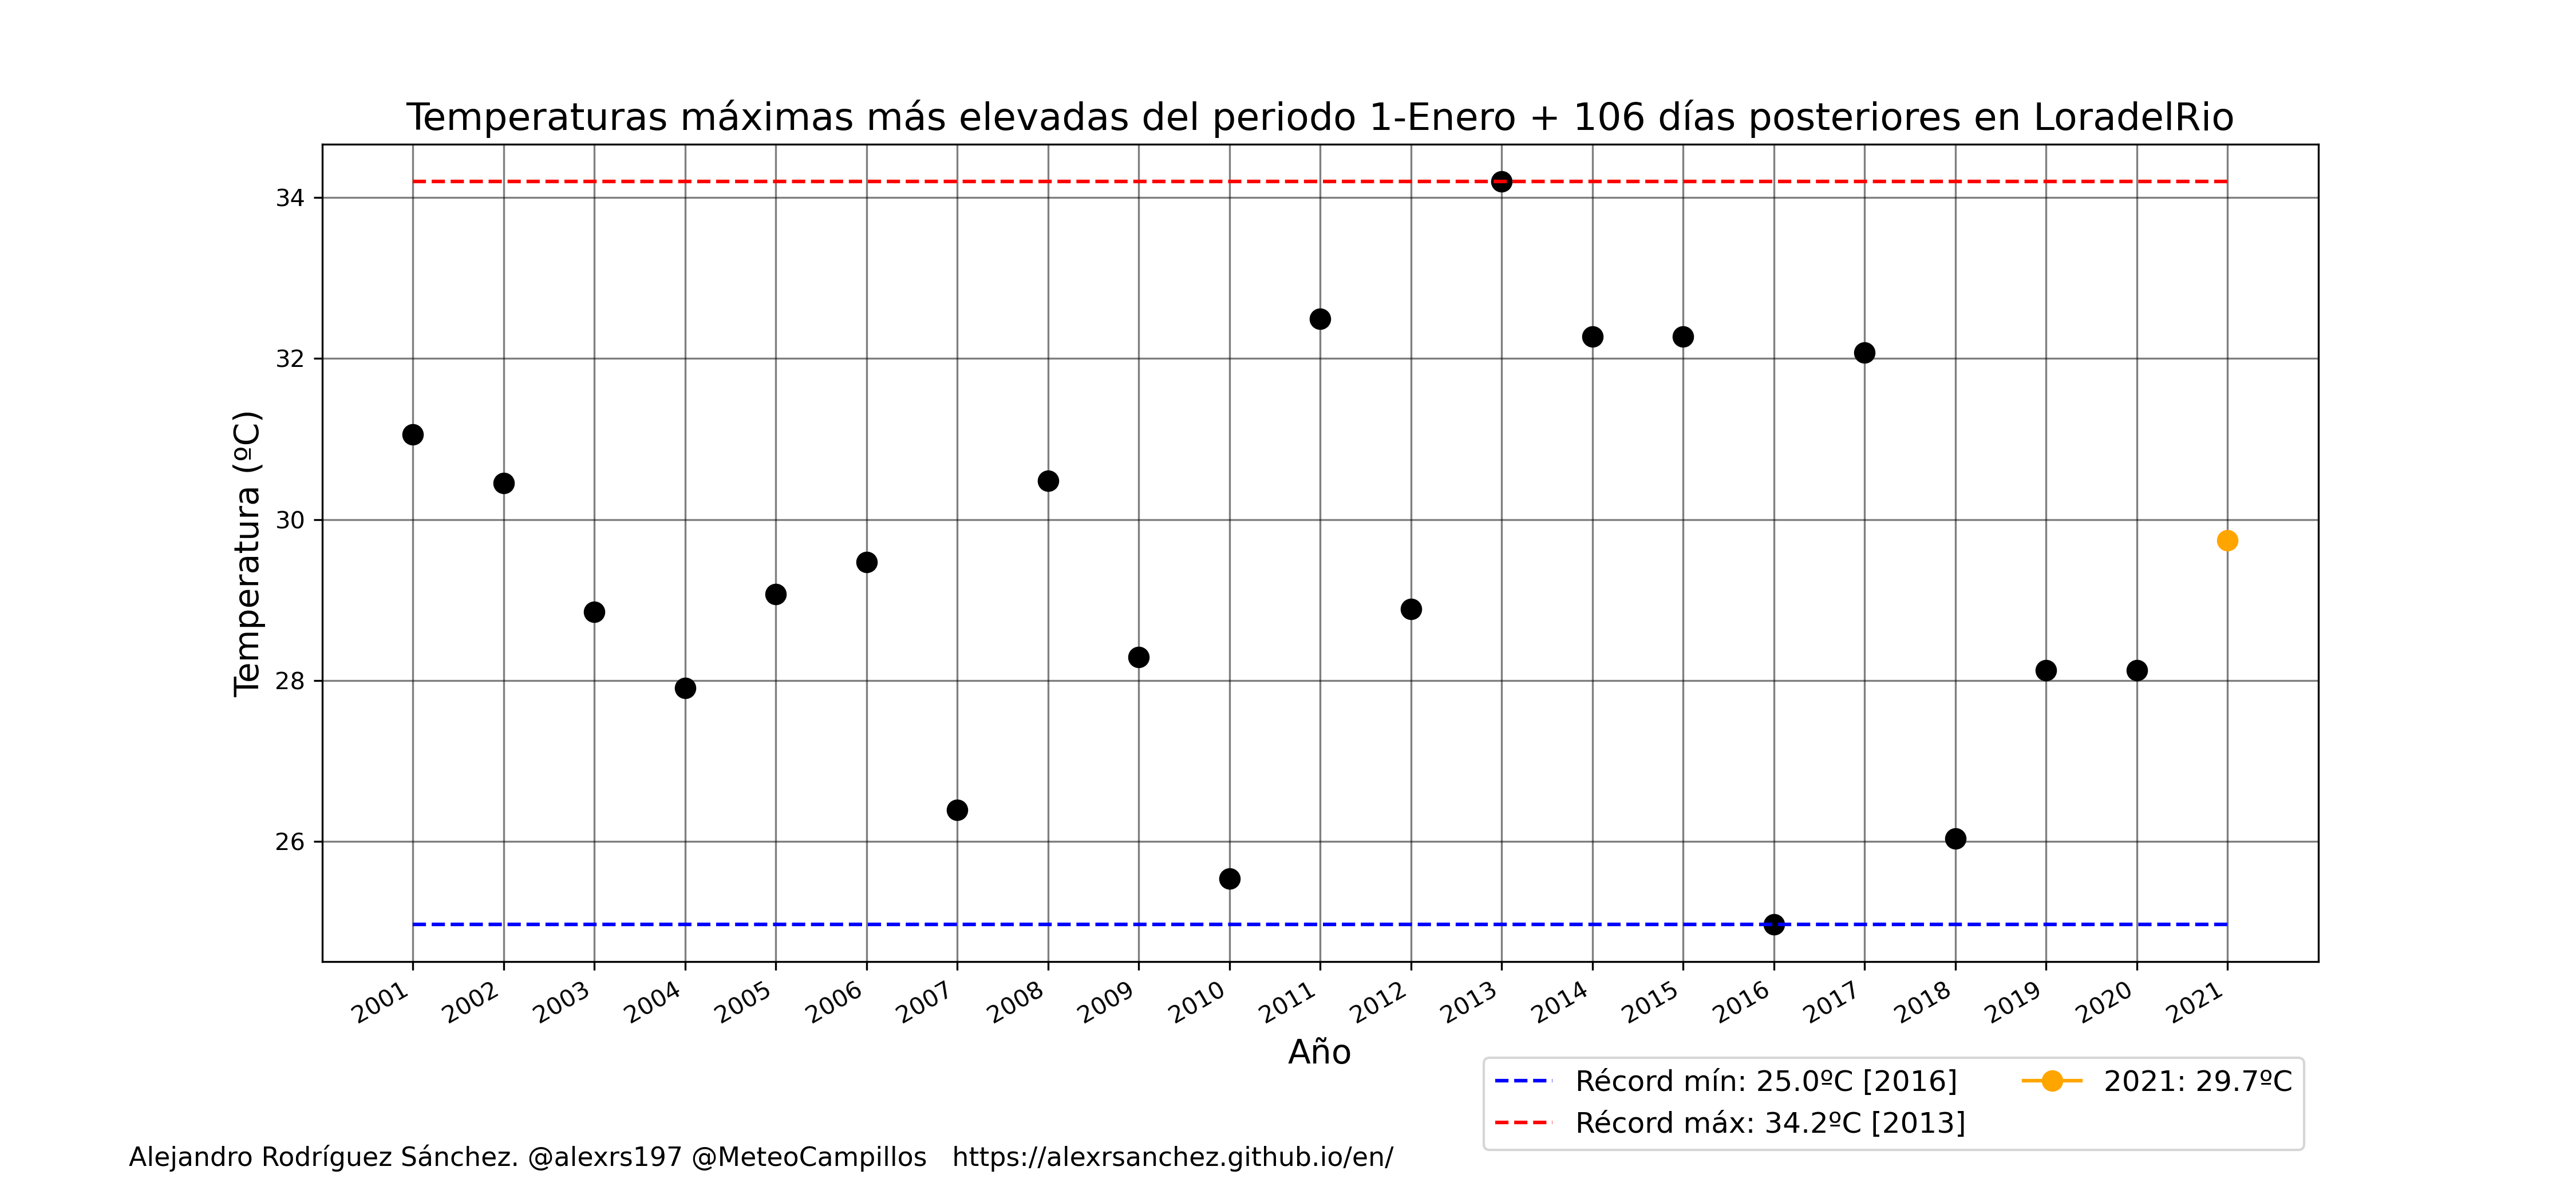 Temperaturas máximas más elevadas del periodo 1-Enero + 106 días posteriores en LoradelRio
Temperatura (ºC)
34
32
30
28
26
2001 2002 2003 2004 2005 2006 2007 2008 2009 2010 2011 2012 2013 2014 2015 2016 2017 2018 2019 2020 2021
Año
Récord mín: 25.0ºC [2016] 2021: 29.7ºC
Récord máx: 34.2ºC [2013]
Alejandro Rodríguez Sánchez. @alexrs197 @MeteoCampillos https://alexrsanchez.github.io/en/